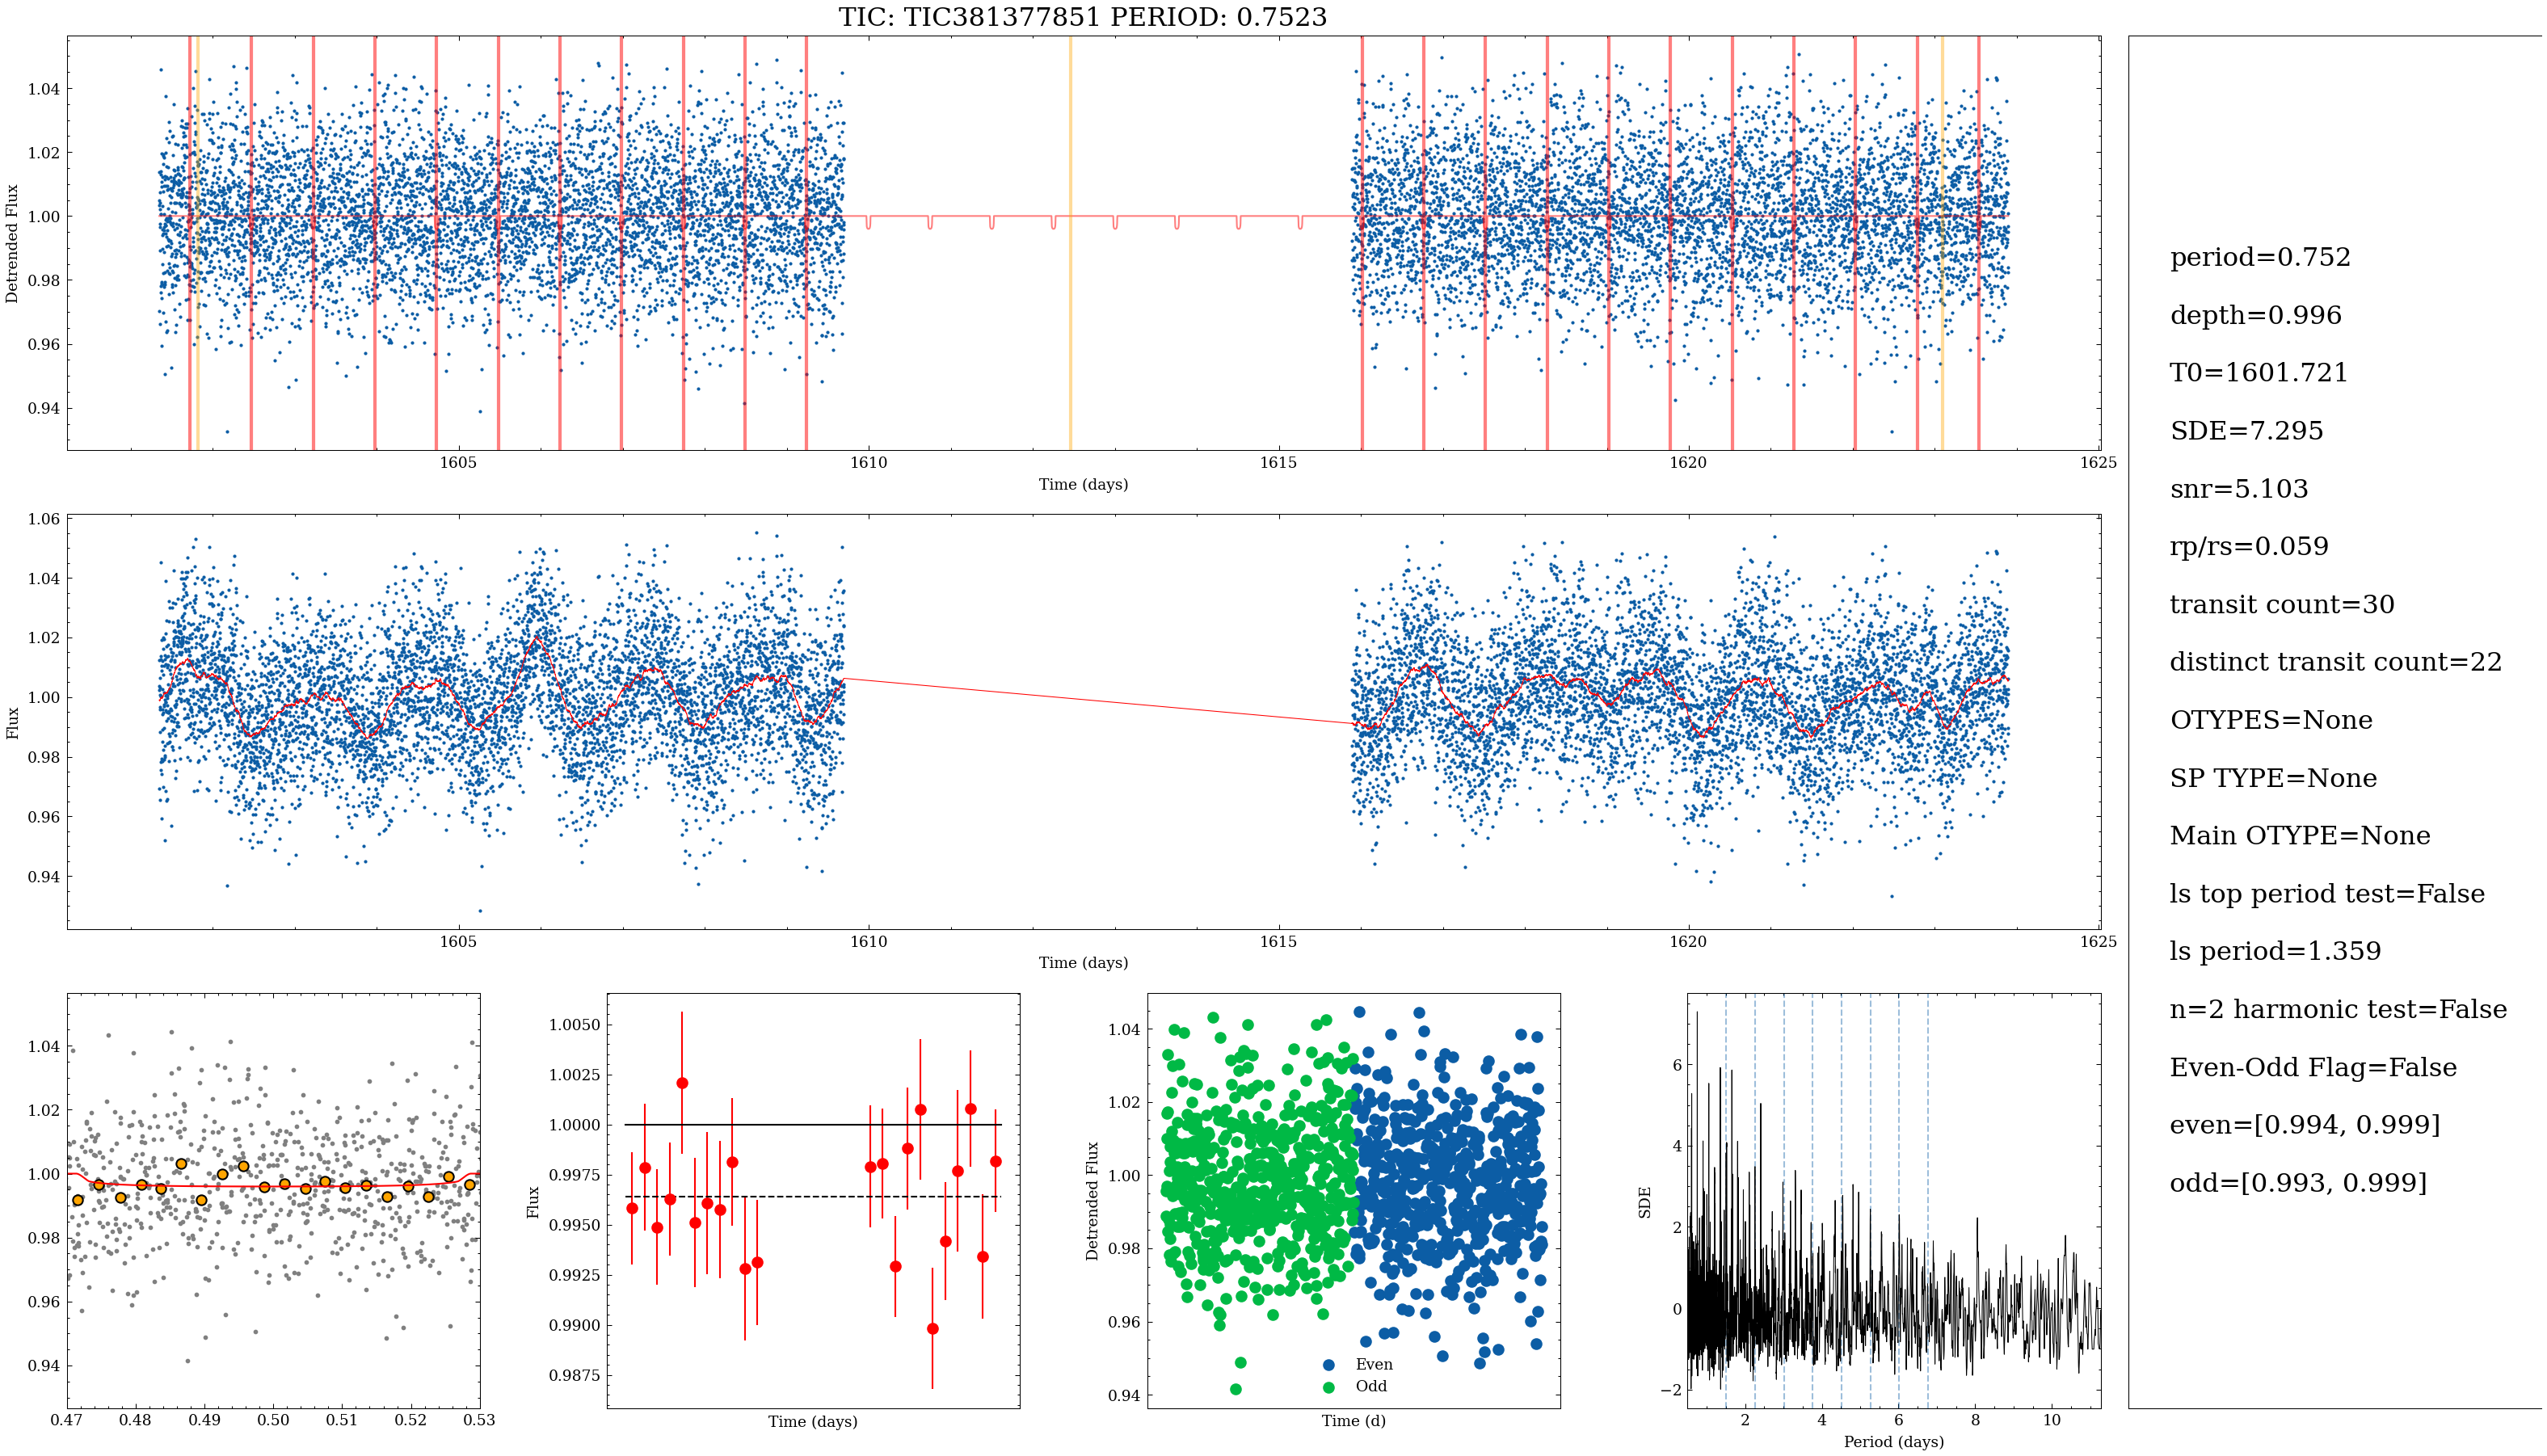 TIC: TIC381377851 PERIOD: 0.7523
Detrended Flux
1.04
1.02
1.00
0.98
0.96
0.94
1605
1610
1615
1620
1625
Time (days)
Flux
1.06
1.04
1.02
1.00
0.98
0.96
0.94
1605
1610
1615
1620
1625
Time (days)
1.04
1.02
1.00
0.98
0.96
0.94
0.47
0.48
0.49
0.50
0.51
0.52
0.53
Flux
1.0050
1.0025
1.0000
0.9975
0.9950
0.9925
0.9900
0.9875
Time (days)
Detrended Flux
1.04
1.02
1.00
0.98
0.96
0.94
Even
Odd
Time (d)
SDE
6
4
2
0
−2
2
4
6
8
10
Period (days)
period=0.752
depth=0.996
T0=1601.721
SDE=7.295
snr=5.103
rp/rs=0.059
transit count=30
distinct transit count=22
OTYPES=None
SP TYPE=None
Main OTYPE=None
ls top period test=False
ls period=1.359
n=2 harmonic test=False
Even-Odd Flag=False
even=[0.994, 0.999]
odd=[0.993, 0.999]